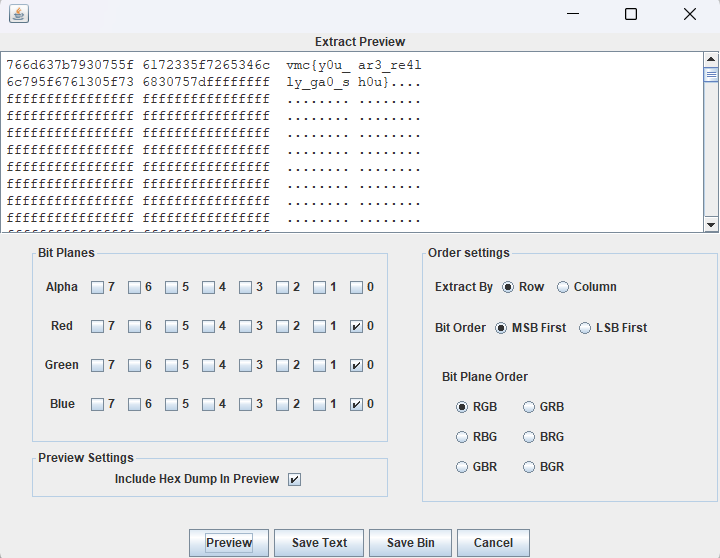 Extract Preview
766d637b7930755f 6172335f7265346c vmc{y0u_ ar3_re4l
6c795f6761305f73 6830757dffffffff ly_ga0_s h0u}....
ffffffffffffffff ffffffffffffffff ........ ........
ffffffffffffffff ffffffffffffffff ........ ........
ffffffffffffffff ffffffffffffffff ........ ........
ffffffffffffffff ffffffffffffffff ........ ........
ffffffffffffffff ffffffffffffffff ........ ........
ffffffffffffffff ffffffffffffffff ........ ........
ffffffffffffffff ffffffffffffffff ........ ........
ffffffffffffffff ffffffffffffffff ........ ........
Bit Planes
Alpha 7 6 5 4 3 2 1 0
Red 7 6 5 4 3 2 1 0
Green 7 6 5 4 3 2 1 0
Blue 7 6 5 4 3 2 1 0
Preview Settings
Include Hex Dump In Preview
Order settings
Extract By Row Column
Bit Order MSB First LSB First
Bit Plane Order
RGB GRB
RBG BRG
GBR BGR
Preview Save Text Save Bin Cancel